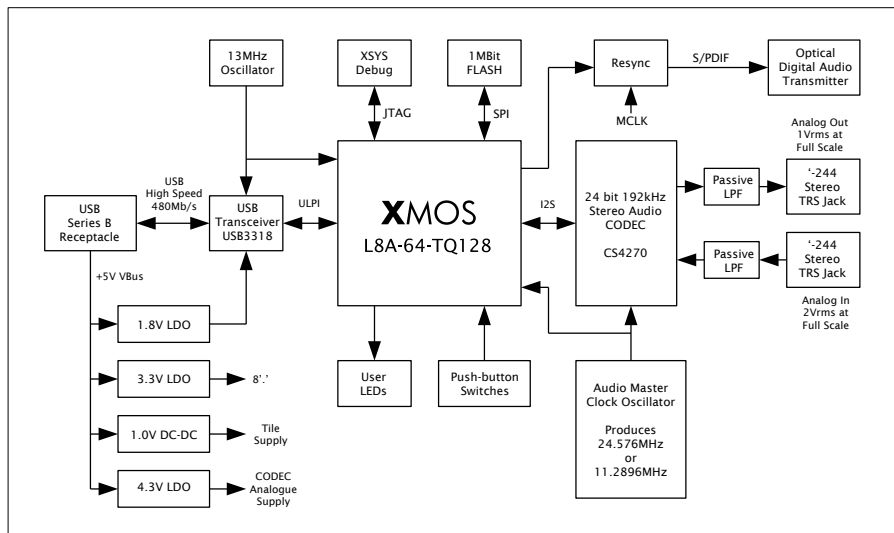 13MHz
Oscillator
XSYS
Debug
1MBit
FLASH
Resync
S/PDIF
Optical
Digital Audio
Transmitter
JTAG
SPI
MCLK
Analog Out
1Vrms at
Full Scale
USB
Series B
Receptacle
USB
High Speed
480Mb/s
USB
Transceiver
USB3318
ULPI
XMOS
L8A-64-TQ128
I2S
24 bit 192kHz
Stereo Audio
CODEC
CS4270
Passive
LPF
'-244
Stereo
TRS Jack
Passive
LPF
'-244
Stereo
TRS Jack
Analog In
2Vrms at
Full Scale
+5V VBus
1.8V LDO
3.3V LDO
8'.'
1.0V DC-DC
Tile
Supply
4.3V LDO
CODEC
Analogue
Supply
User
LEDs
Push-button
Switches
Audio Master
Clock Oscillator
Produces
24.576MHz
or
11.2896MHz